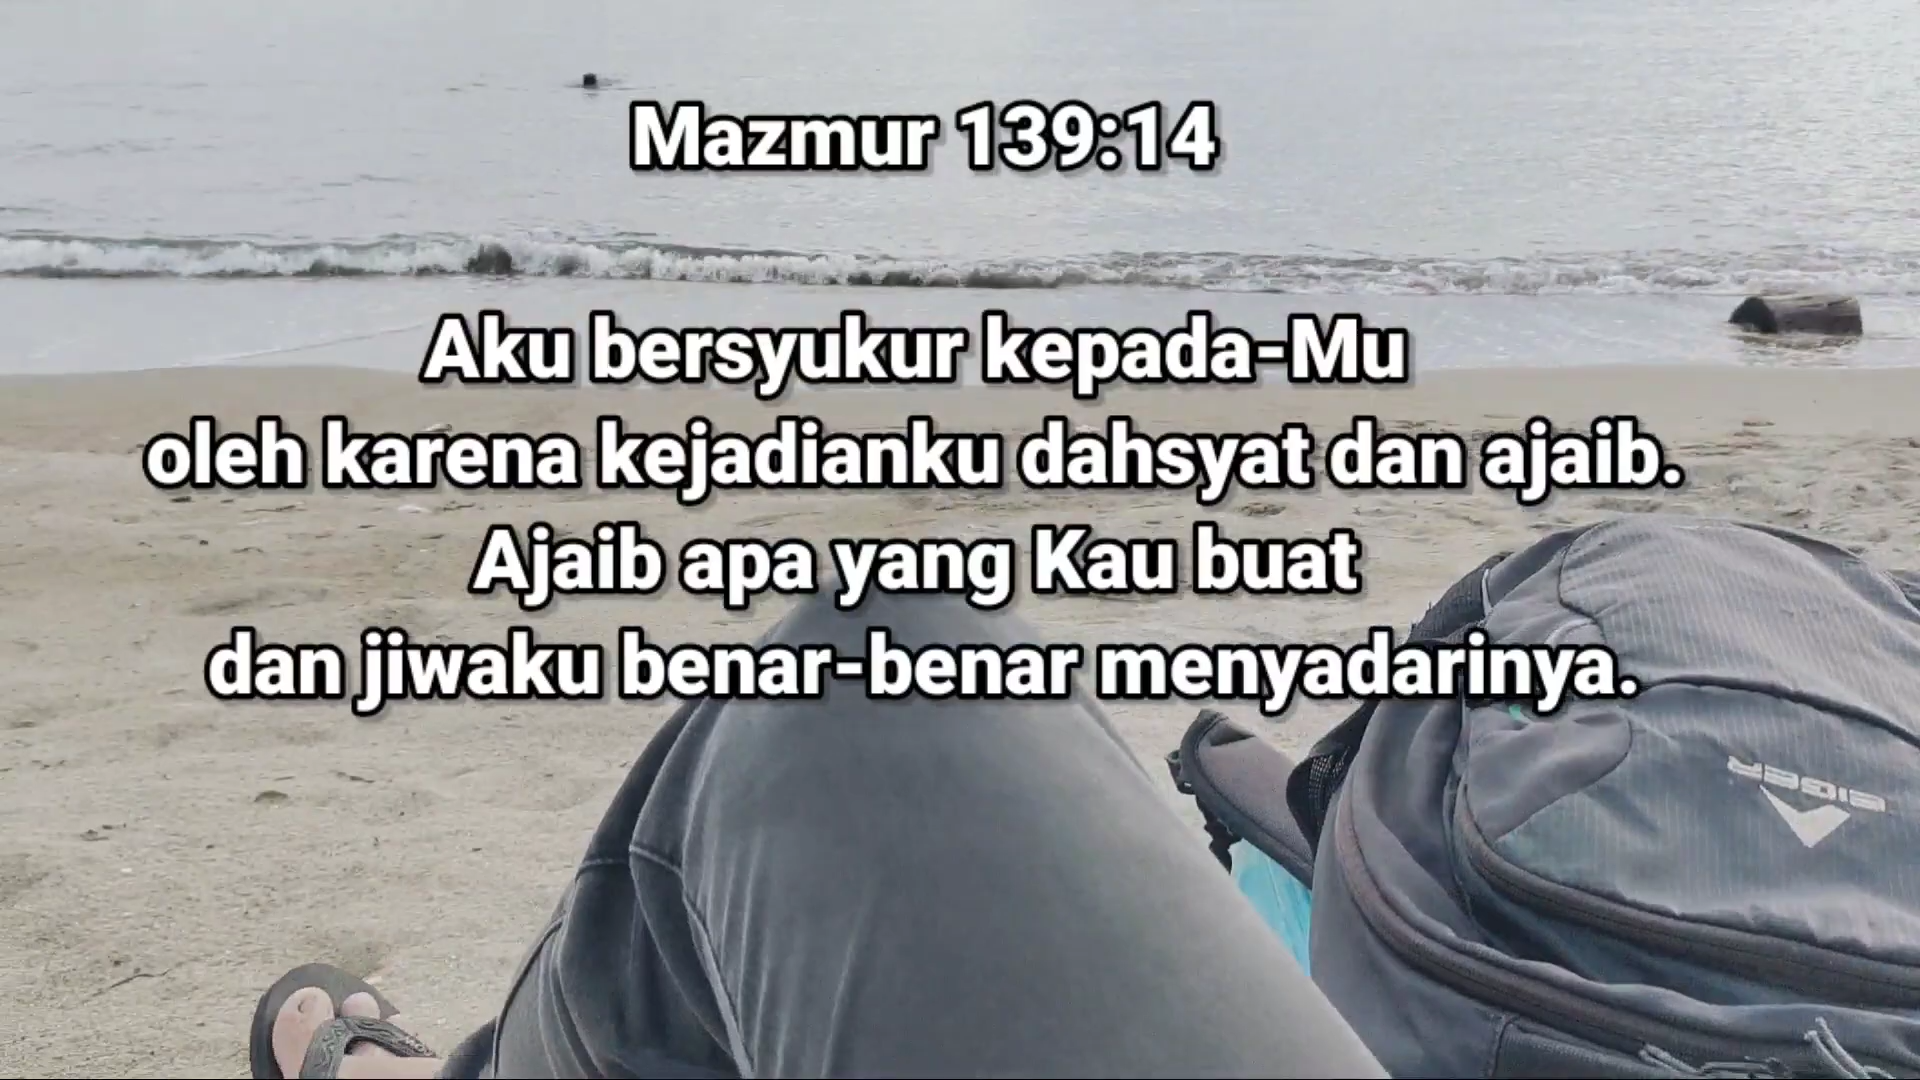 Mazmur 139:14
Aku bersyukur kepada-Mu
oleh karena kejadianku dahsyat dan ajaib.
Ajaib apa yang Kau buat
dan jiwaku benar-benar menyadarinya.
EIGER